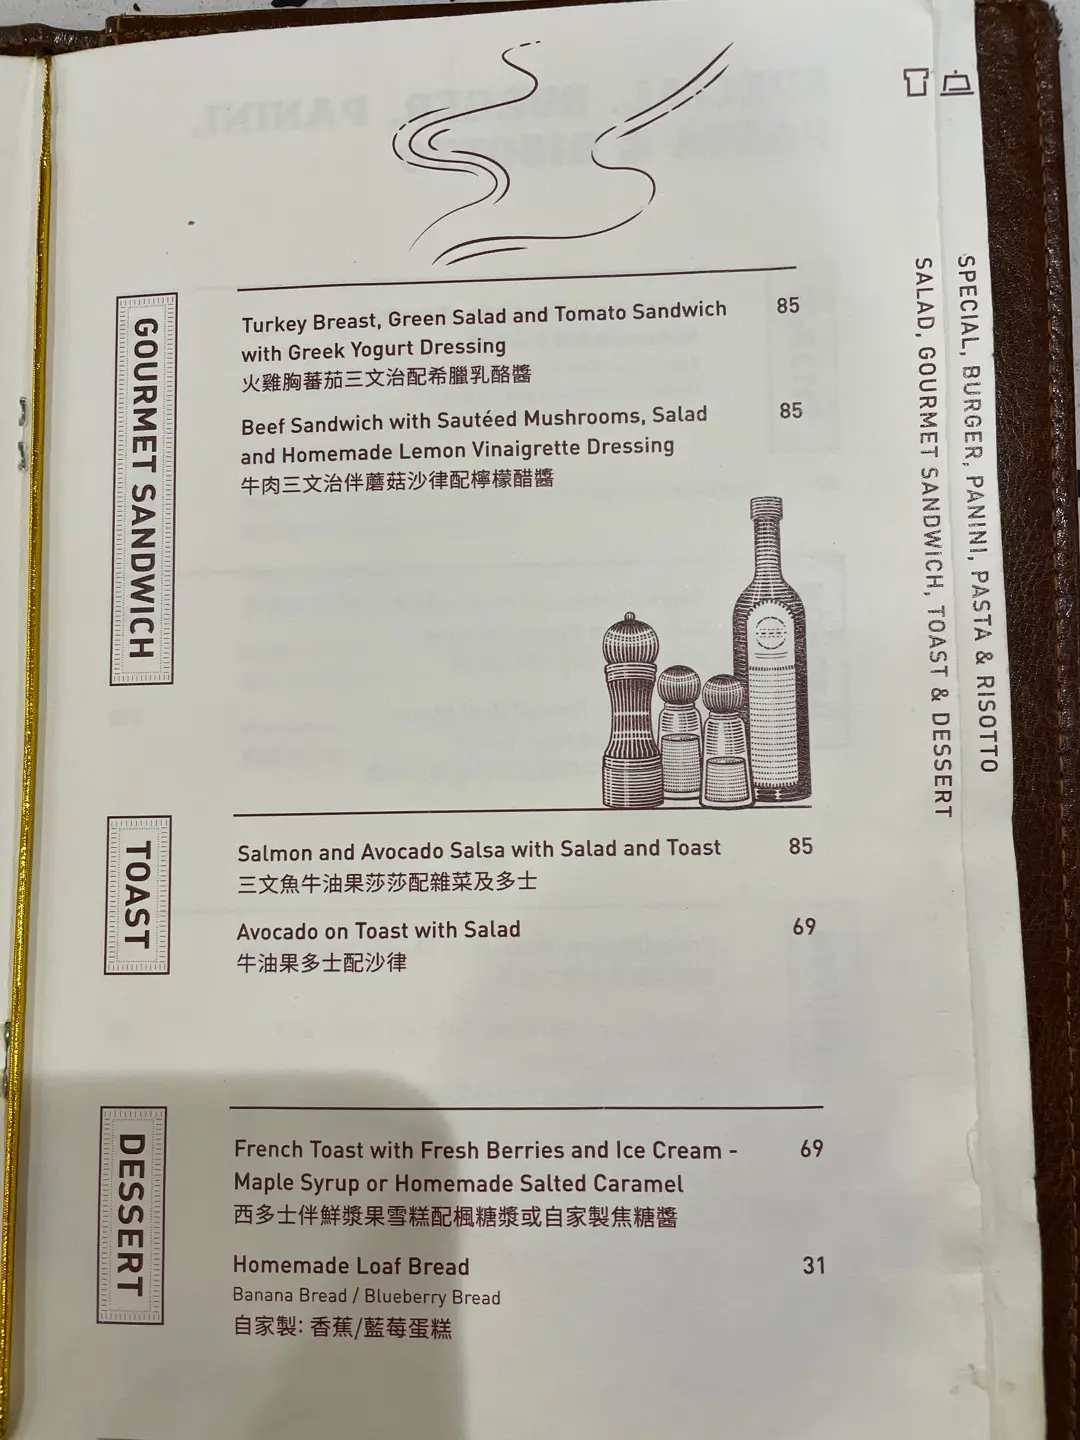 SPECIAL, BURGER, PANINI, PASTA & RISOTTO
SALAD, GOURMET SANDWICH, TOAST & DESSERT
GOURMET SANDWICH
Turkey Breast, Green Salad and Tomato Sandwich 85
with Greek Yogurt Dressing
火雞胸蕃茄三文治配希臘乳酪醬
Beef Sandwich with Sautéed Mushrooms, Salad 85
and Homemade Lemon Vinaigrette Dressing
牛肉三文治伴蘑菇沙律配檸檬醋醬
TOAST
Salmon and Avocado Salsa with Salad and Toast 85
三文魚牛油果莎莎配雜菜及多士
Avocado on Toast with Salad 69
牛油果多士配沙律
DESSERT
French Toast with Fresh Berries and Ice Cream - 69
Maple Syrup or Homemade Salted Caramel
西多士伴鮮漿果雪糕配楓糖漿或自家製焦糖醬
Homemade Loaf Bread 31
Banana Bread / Blueberry Bread
自家製: 香蕉/藍莓蛋糕